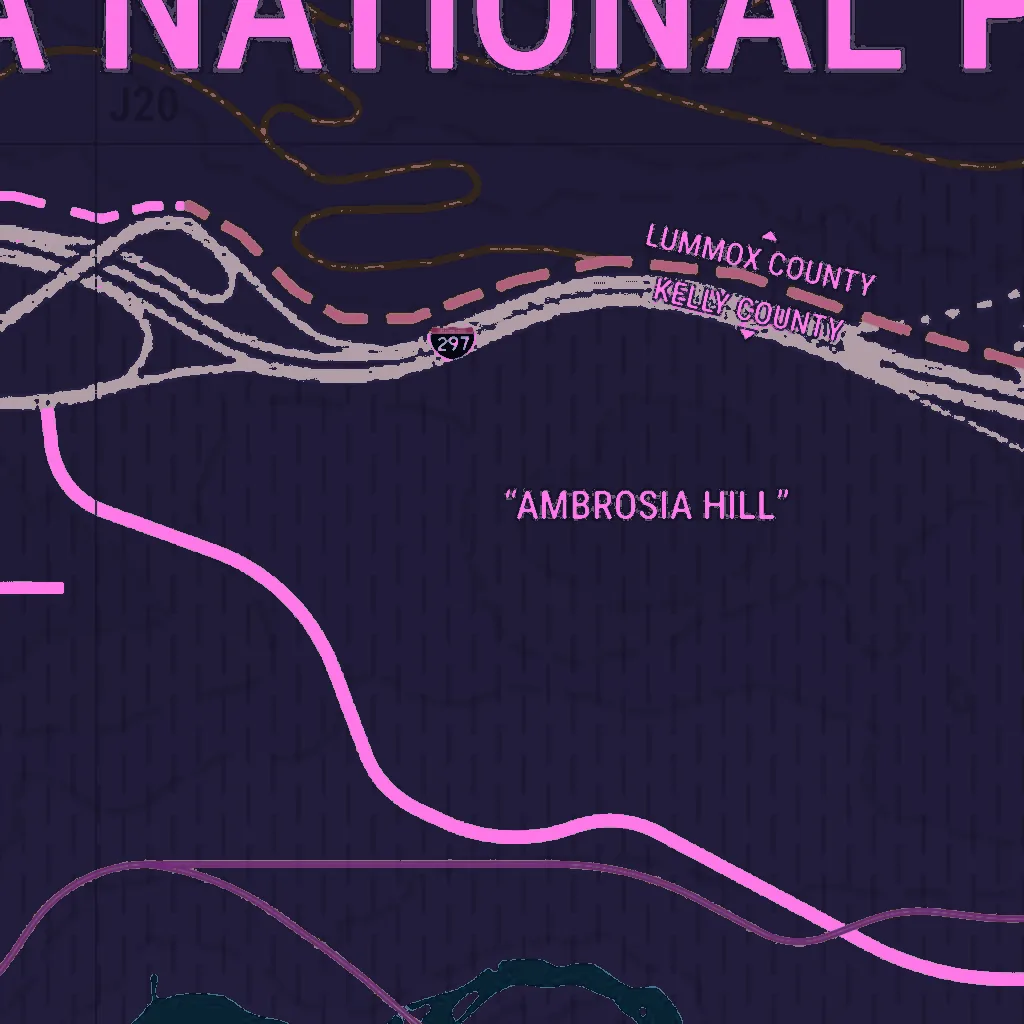 A NATIONAL P
J20
LUMMOX COUNTY
KELLY COUNTY
297
“AMBROSIA HILL”